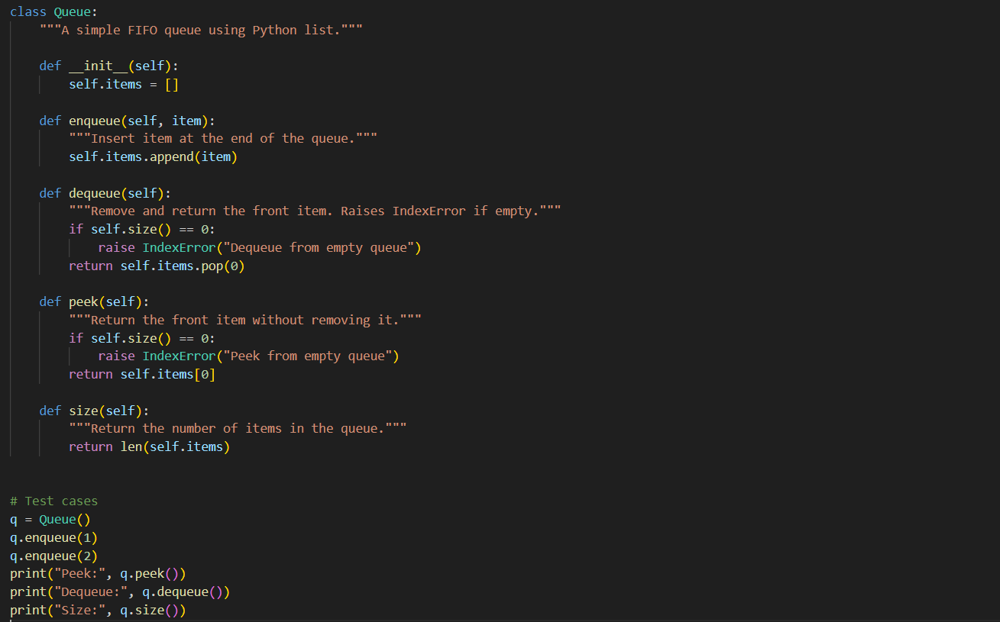 class Queue:
    """A simple FIFO queue using Python list."""

    def __init__(self):
        self.items = []

    def enqueue(self, item):
        """Insert item at the end of the queue."""
        self.items.append(item)

    def dequeue(self):
        """Remove and return the front item. Raises IndexError if empty."""
        if self.size() == 0:
            raise IndexError("Dequeue from empty queue")
        return self.items.pop(0)

    def peek(self):
        """Return the front item without removing it."""
        if self.size() == 0:
            raise IndexError("Peek from empty queue")
        return self.items[0]

    def size(self):
        """Return the number of items in the queue."""
        return len(self.items)


# Test cases
q = Queue()
q.enqueue(1)
q.enqueue(2)
print("Peek:", q.peek())
print("Dequeue:", q.dequeue())
print("Size:", q.size())